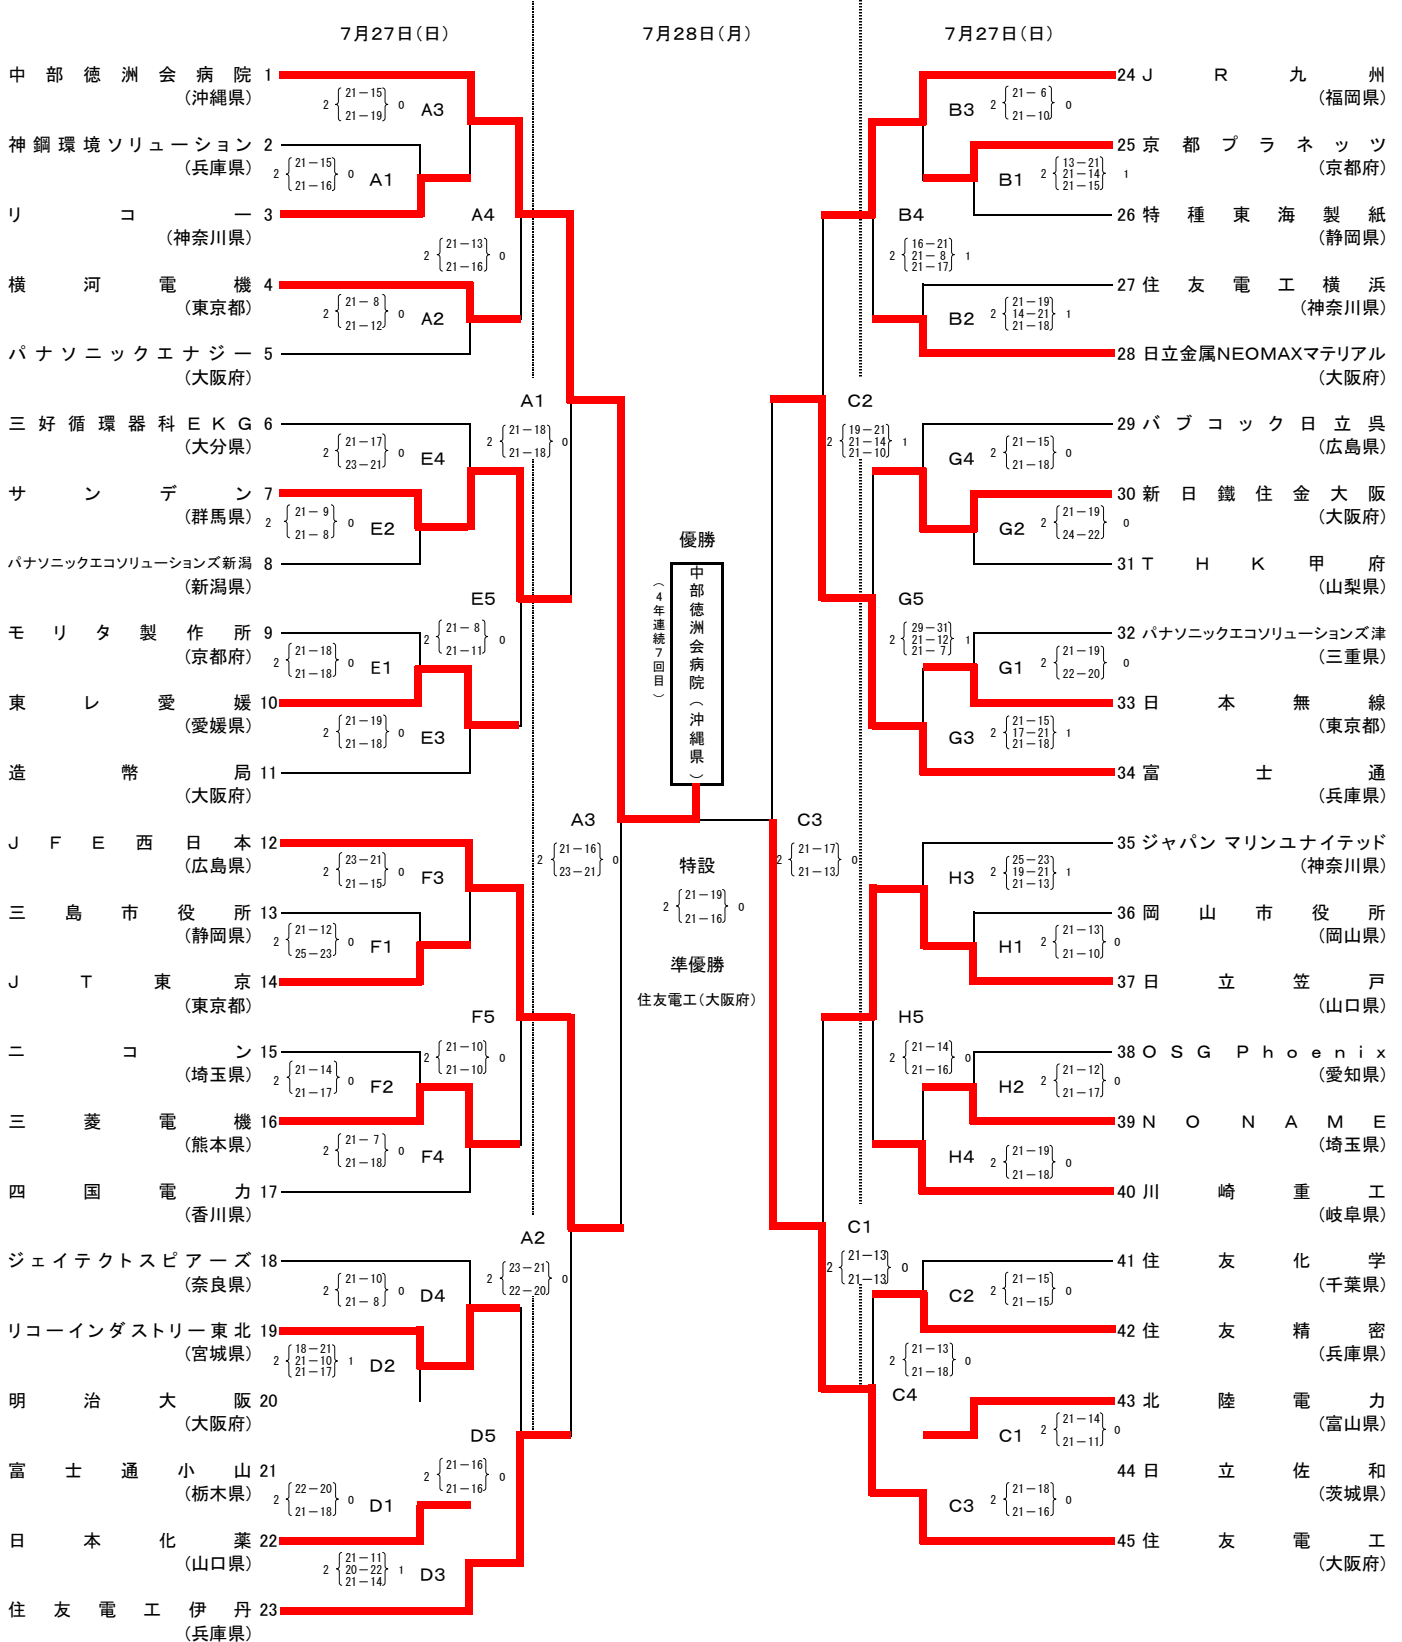 7月27日(日)
7月28日(月)
7月27日(日)
中部徳洲会病院 1
(沖縄県)
2 21－15 21－19 0 A3
神鋼環境ソリューション 2
(兵庫県)
2 21－15 21－16 0 A1
リコー 3
(神奈川県)
A4
2 21－13 21－16 0
横河電機 4
(東京都)
2 21－8 21－12 0 A2
パナソニックエナジー 5
(大阪府)
A1
2 21－18 21－18 0
三好循環器科EKG 6
(大分県)
2 21－17 23－21 0 E4
サンデン 7
(群馬県)
2 21－9 21－8 0 E2
パナソニックエコソリューションズ新潟 8
(新潟県)
E5
2 21－8 21－11 0
モリタ製作所 9
(京都府)
2 21－18 21－18 0 E1
東レ愛媛 10
(愛媛県)
2 21－19 21－18 0 E3
造幣局 11
(大阪府)
A3
2 21－16 23－21 0
JFE西日本 12
(広島県)
2 23－21 21－15 0 F3
三島市役所 13
(静岡県)
2 21－12 25－23 0 F1
JT東京 14
(東京都)
F5
2 21－10 21－10 0
ニコン 15
(埼玉県)
2 21－14 21－17 0 F2
三菱電機 16
(熊本県)
2 21－7 21－18 0 F4
四国電力 17
(香川県)
A2
2 23－21 22－20 0
ジェイテクトスピアーズ 18
(奈良県)
2 21－10 21－8 0 D4
リコーインダストリー東北 19
(宮城県)
2 18－21 21－10 21－17 1 D2
明治大阪 20
(大阪府)
D5
2 21－16 21－16 0
富士通小山 21
(栃木県)
2 22－20 21－18 0 D1
日本化薬 22
(山口県)
2 21－11 20－22 21－14 1 D3
住友電工伊丹 23
(兵庫県)
優勝
中部徳洲会病院(沖縄県)
(4年連続7回目)
特設
2 21－19 21－16 0
準優勝
住友電工(大阪府)
24 JR九州
(福岡県)
B3 2 21－6 21－10 0
25 京都プラネッツ
(京都府)
B1 2 13－21 21－14 21－15 1
26 特種東海製紙
(静岡県)
B4
2 16－21 21－8 21－17 1
27 住友電工横浜
(神奈川県)
B2 2 21－19 14－21 21－18 1
28 日立金属NEOMAXマテリアル
(大阪府)
C2
2 19－21 21－14 21－10 1
29 バブコック日立呉
(広島県)
G4 2 21－15 21－18 0
30 新日鐵住金大阪
(大阪府)
G2 2 21－19 24－22 0
31 THK甲府
(山梨県)
G5
2 29－31 21－12 21－7 1
32 パナソニックエコソリューションズ津
(三重県)
G1 2 21－19 22－20 0
33 日本無線
(東京都)
G3 2 21－15 17－21 21－18 1
34 富士通
(兵庫県)
C3
2 21－17 21－13 0
35 ジャパン マリンユナイテッド
(神奈川県)
H3 2 25－23 19－21 21－13 1
36 岡山市役所
(岡山県)
H1 2 21－13 21－10 0
37 日立笠戸
(山口県)
H5
2 21－14 21－16 0
38 OSG Phoenix
(愛知県)
H2 2 21－12 21－17 0
39 NO NAME
(埼玉県)
H4 2 21－19 21－18 0
40 川崎重工
(岐阜県)
C1
2 21－13 21－13 0
41 住友化学
(千葉県)
C2 2 21－15 21－15 0
42 住友精密
(兵庫県)
2 21－13 21－18 0
C4
43 北陸電力
(富山県)
C1 2 21－14 21－11 0
44 日立佐和
(茨城県)
C3 2 21－18 21－16 0
45 住友電工
(大阪府)